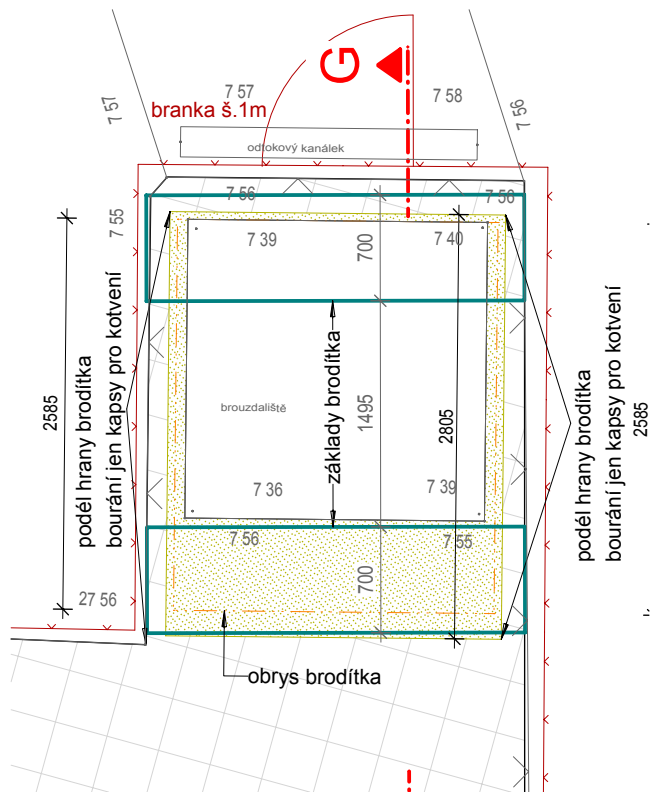 G
7 57
7 57
7 58
7 56
branka š.1m
odtokový kanálek
7 56
7 56
7 55
7 39
7 40
700
2585
podél hrany brodítka
bourání jen kapsy pro kotvení
brouzdaliště
základy brodítka
1495
2805
podél hrany brodítka
bourání jen kapsy pro kotvení
2585
7 36
7 39
7 56
7 55
700
27 56
obrys brodítka